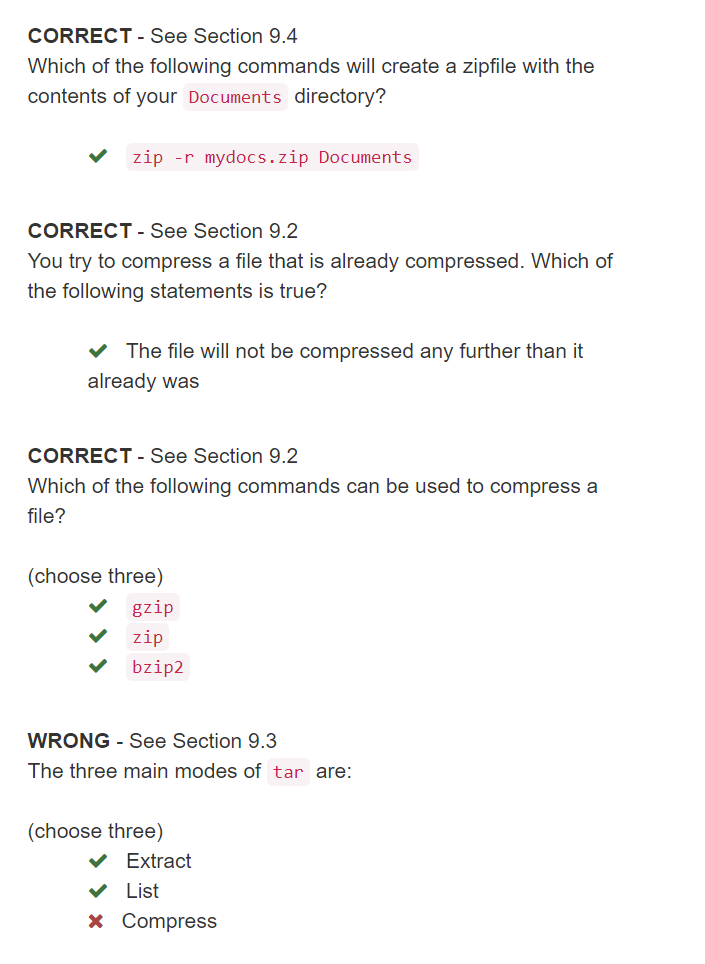 CORRECT - See Section 9.4
Which of the following commands will create a zipfile with the
contents of your Documents directory?
zip -r mydocs.zip Documents
CORRECT - See Section 9.2
You try to compress a file that is already compressed. Which of
the following statements is true?
The file will not be compressed any further than it
already was
CORRECT - See Section 9.2
Which of the following commands can be used to compress a
file?
(choose three)
gzip
zip
bzip2
WRONG - See Section 9.3
The three main modes of tar are:
(choose three)
Extract
List
Compress